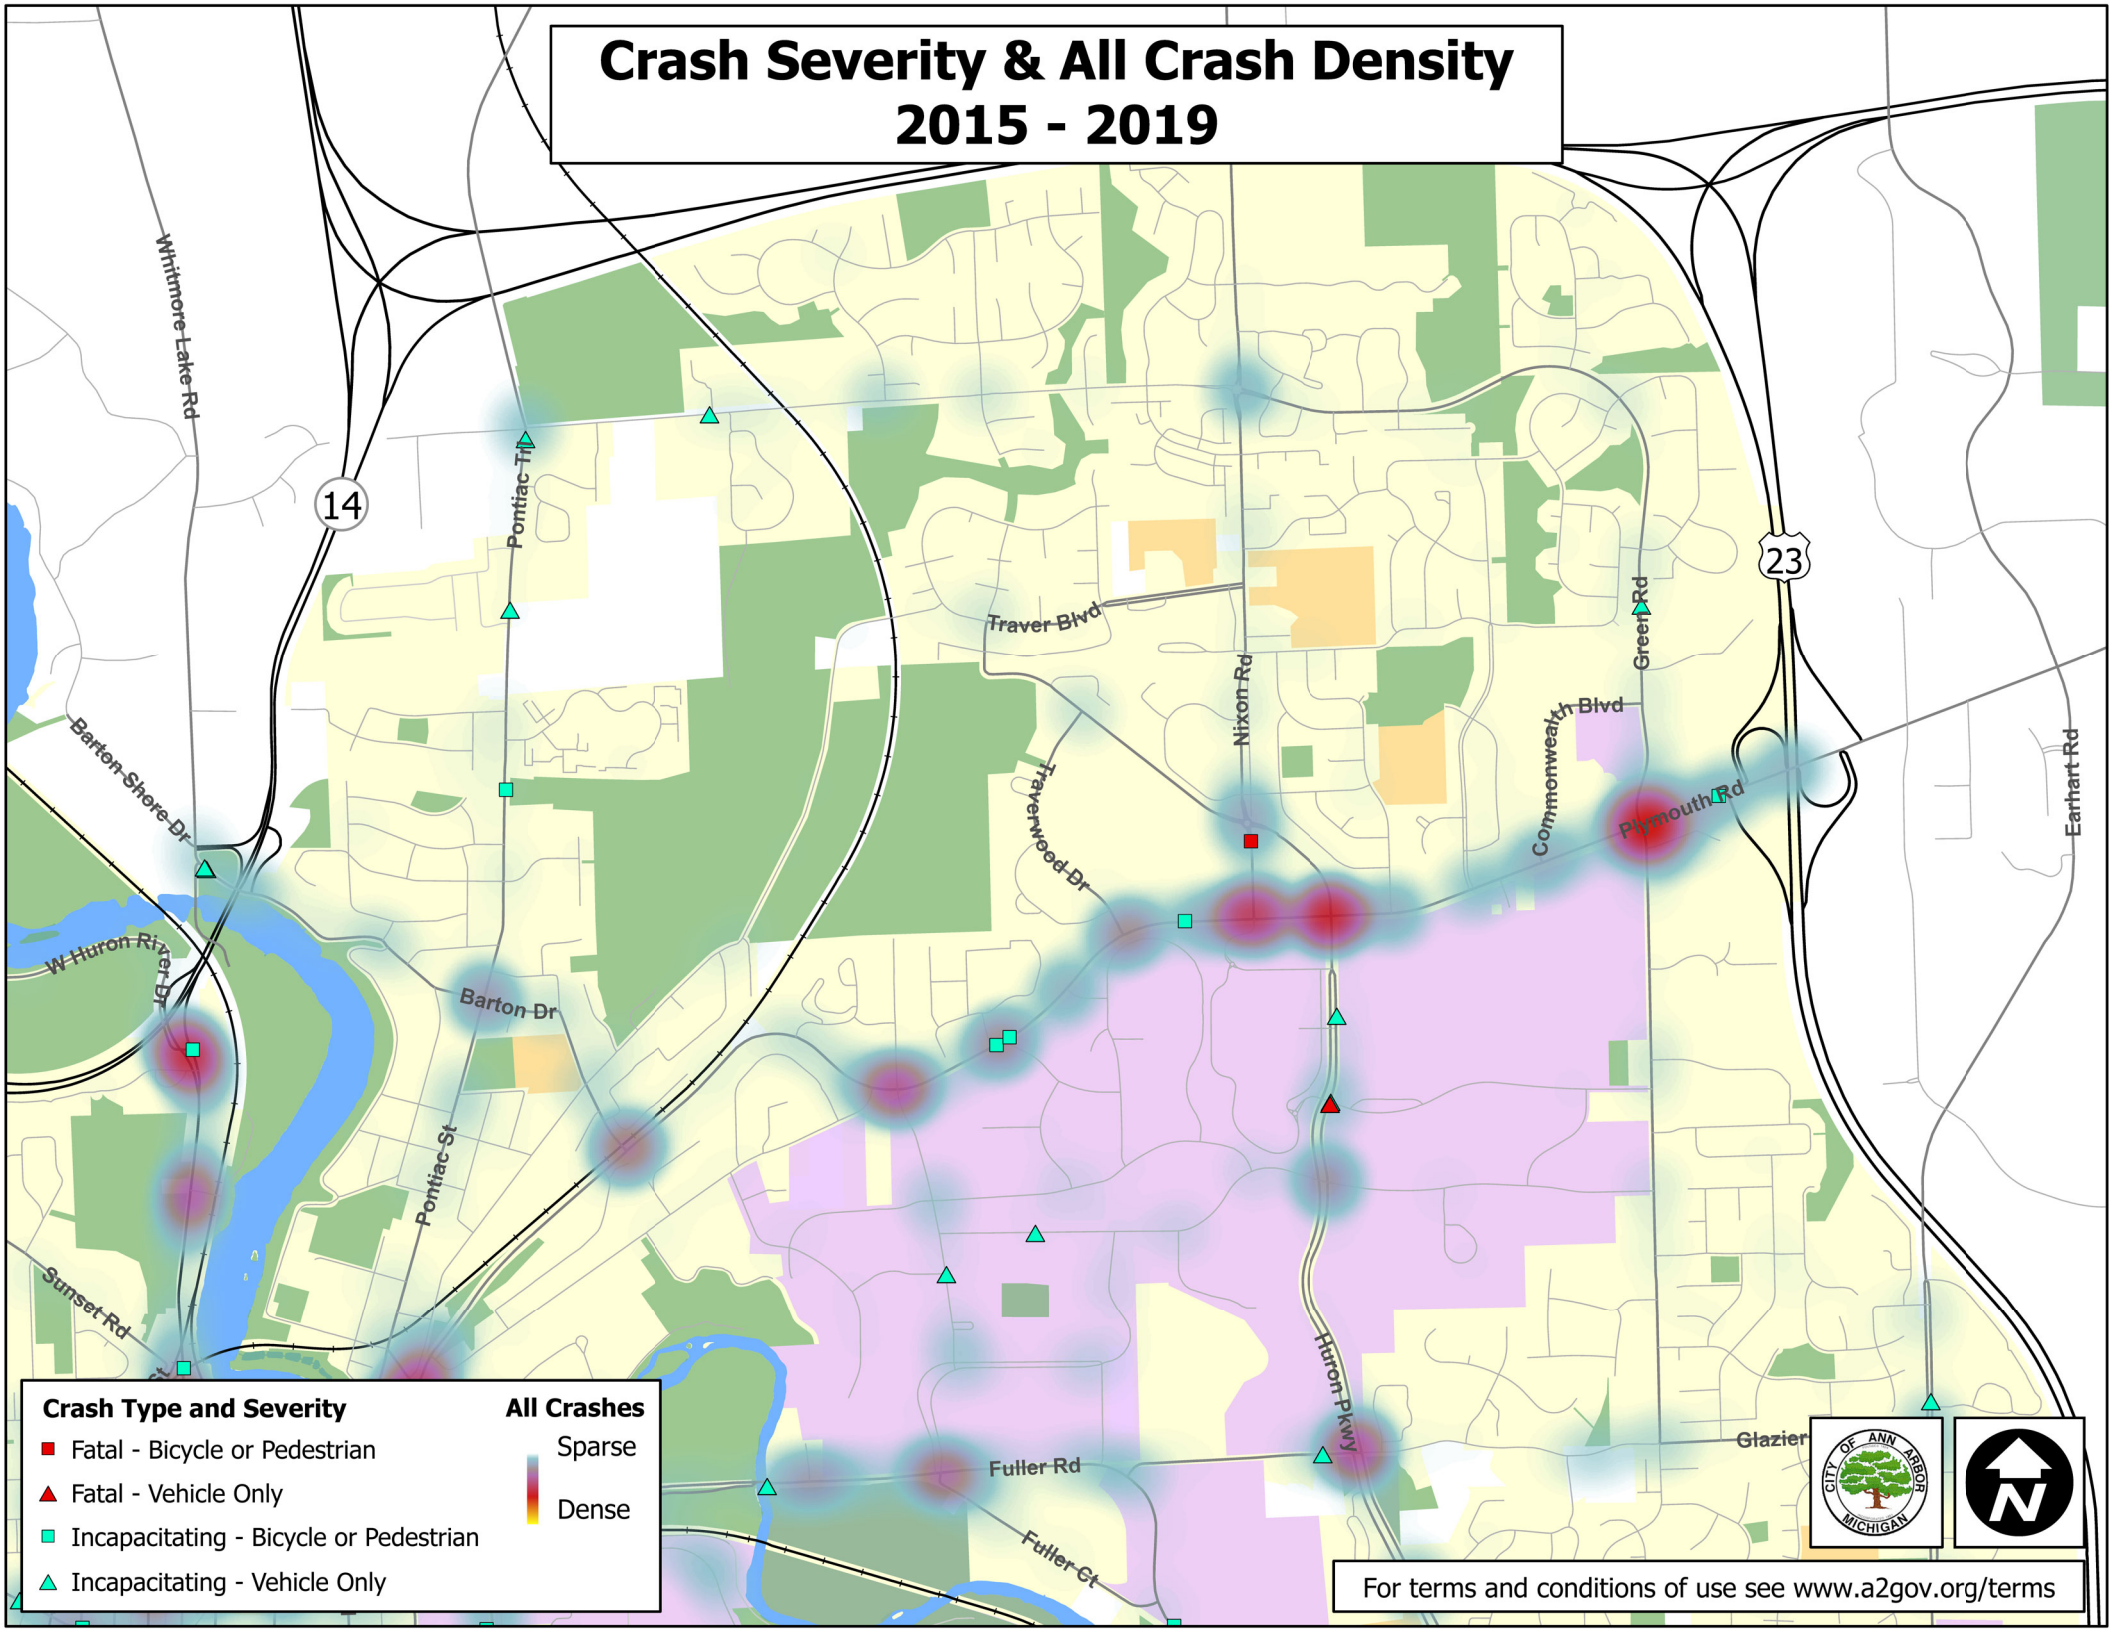 Crash Severity & All Crash Density
2015 - 2019
Whitmore Lake Rd
14
Pontiac Trl
23
Traver Blvd
Green Rd
Nixon Rd
Commonwealth Blvd
Barton Shore Dr
Traverwood Dr
Plymouth Rd
Earhart Rd
W Huron River Dr
Barton Dr
Pontiac St
Sunset Rd
St
Huron Pkwy
Fuller Rd
Glazier
Fuller Ct
Crash Type and Severity
Fatal - Bicycle or Pedestrian
Fatal - Vehicle Only
Incapacitating - Bicycle or Pedestrian
Incapacitating - Vehicle Only
All Crashes
Sparse
Dense
CITY OF ANN ARBOR
MICHIGAN
N
For terms and conditions of use see www.a2gov.org/terms